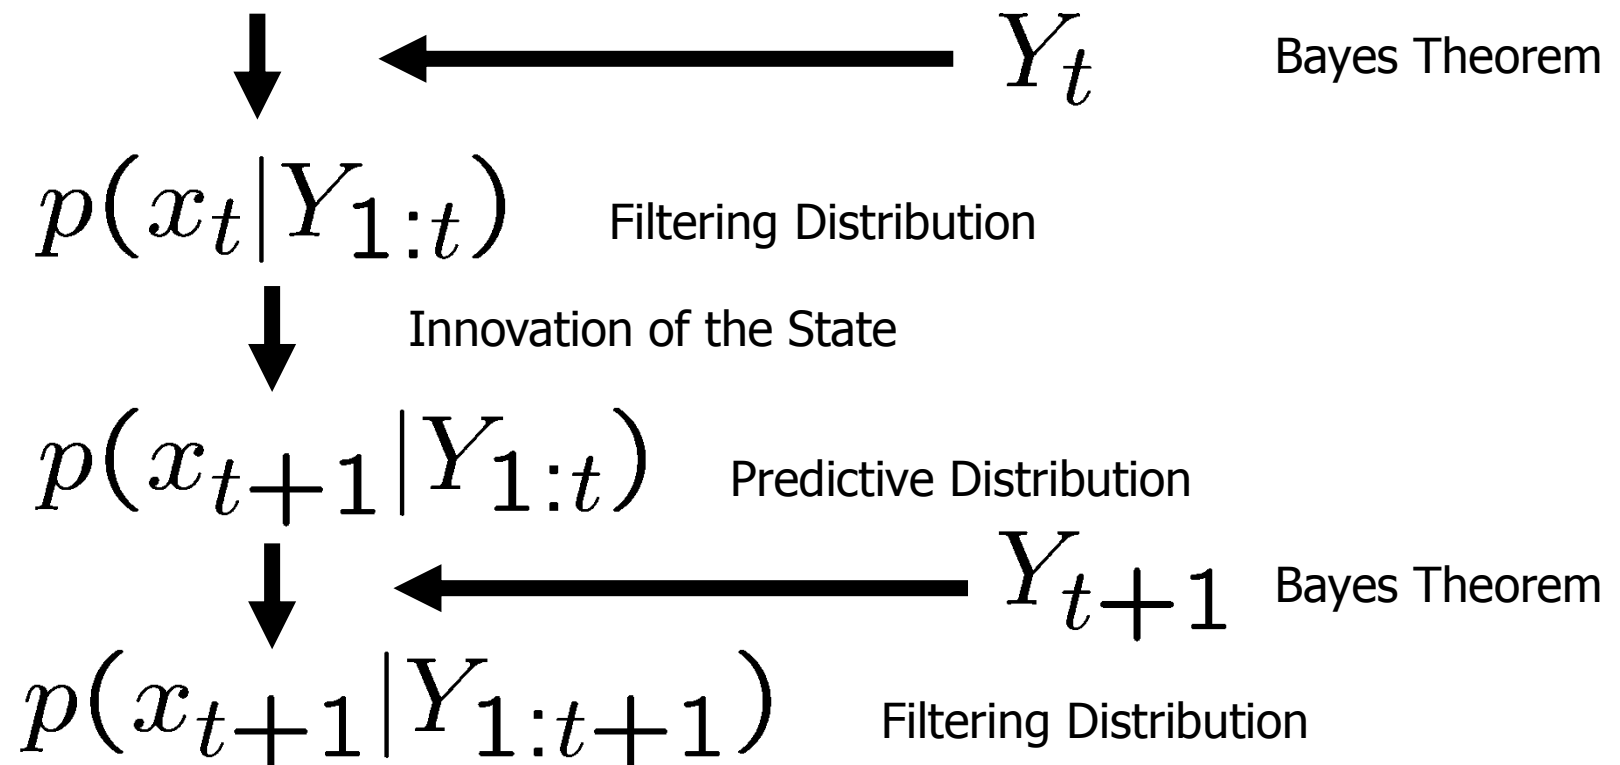 Y_t Bayes Theorem
p(x_t|Y_{1:t}) Filtering Distribution
Innovation of the State
p(x_{t+1}|Y_{1:t}) Predictive Distribution
Y_{t+1} Bayes Theorem
p(x_{t+1}|Y_{1:t+1}) Filtering Distribution